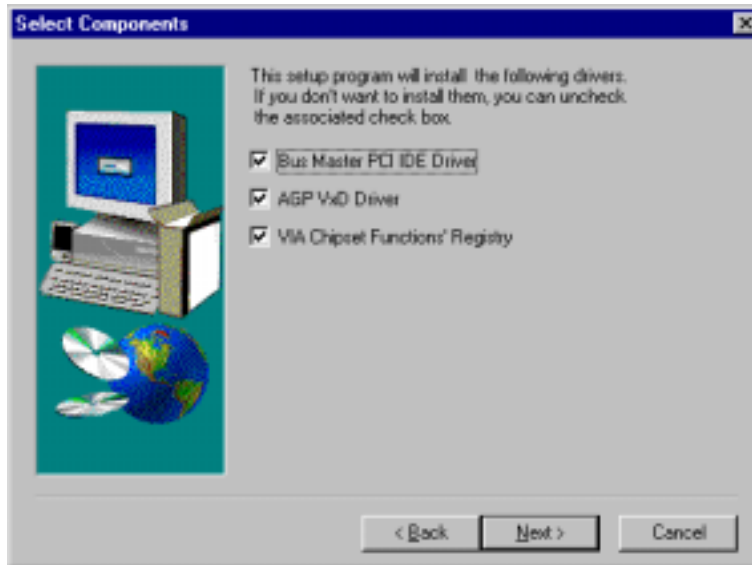 Select Components
This setup program will install the following drivers.
If you don't want to install them, you can uncheck
the associated check box.
Bus Master PCI IDE Driver
AGP VxD Driver
VIA Chipset Functions' Registry
< Back
Next >
Cancel